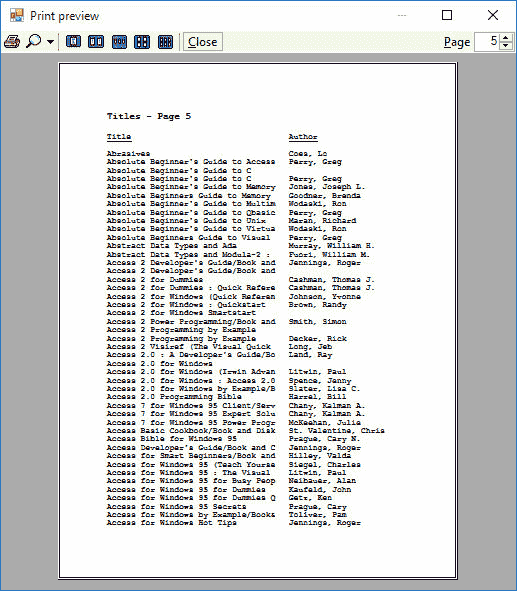 Print preview
Close Page 5
Titles - Page 5
Title Author
Abrasives Coes, Lo
Absolute Beginner's Guide to Access Perry, Greg
Absolute Beginner's Guide to C
Absolute Beginner's Guide to C Perry, Greg
Absolute Beginner's Guide to Memory Jones, Joseph L.
Absolute Beginners Guide to Memory Goodner, Brenda
Absolute Beginner's Guide to Multim Wodaski, Ron
Absolute Beginner's Guide to Qbasic Perry, Greg
Absolute Beginner's Guide to Unix Maran, Richard
Absolute Beginner's Guide to Virtua Wodaski, Ron
Absolute Beginners Guide to Visual Perry, Greg
Abstract Data Types and Ada Murray, William H.
Abstract Data Types and Modula-2 : Fuori, William M.
Access 2 Developer's Guide/Book and Jennings, Roger
Access 2 Developer's Guide/Book and
Access 2 for Dummies Cashman, Thomas J.
Access 2 for Dummies : Quick Refere Cashman, Thomas J.
Access 2 for Windows (Quick Referen Johnson, Yvonne
Access 2 for Windows : Quickstart Brown, Randy
Access 2 for Windows Smartstart
Access 2 Power Programming/Book and Smith, Simon
Access 2 Programming by Example
Access 2 Programming by Example Decker, Rick
Access 2 Visiref (The Visual Quick Long, Jeb
Access 2.0 : A Developer's Guide/Bo Land, Ray
Access 2.0 for Windows
Access 2.0 for Windows (Irwin Advan Litwin, Paul
Access 2.0 for Windows : Access 2.0 Spence, Jenny
Access 2.0 for Windows by Example/B Slater, Lisa C.
Access 2.0 Programming Bible Harrel, Bill
Access 7 for Windows 95 Client/Serv Chany, Kalman A.
Access 7 for Windows 95 Expert Solu Chany, Kalman A.
Access 7 for Windows 95 Power Progr McKeehan, Julie
Access Basic Cookbook/Book and Disk St. Valentine, Chris
Access Bible for Windows 95 Prague, Cary N.
Access Developer's Guide/Book and C Jennings, Roger
Access for Smart Beginners/Book and Hilley, Valda
Access for Windows 95 (Teach Yourse Siegel, Charles
Access for Windows 95 : The Visual Litwin, Paul
Access for Windows 95 for Busy Peop Neibauer, Alan
Access for Windows 95 for Dummies Kaufeld, John
Access for Windows 95 for Dummies Q Getz, Ken
Access for Windows 95 Secrets Prague, Cary
Access for Windows by Example/Book& Toliver, Pam
Access for Windows Hot Tips Jennings, Roger